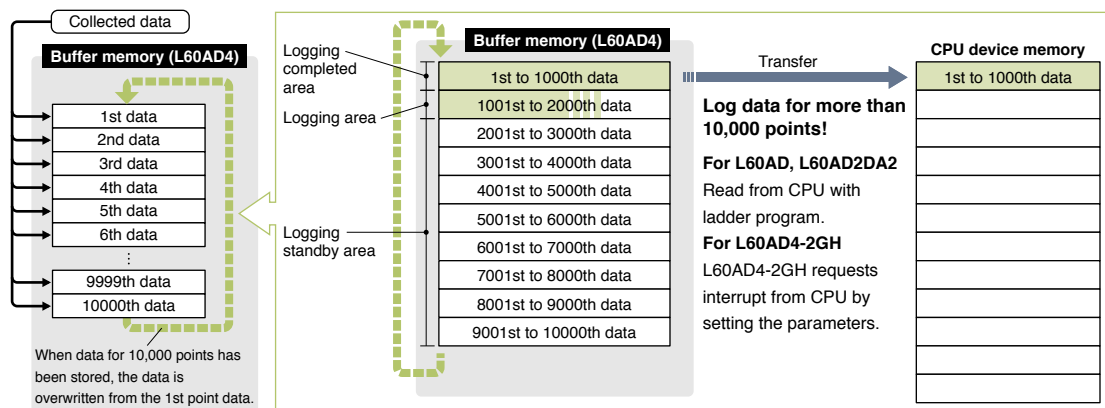 Collected data
Buffer memory (L60AD4)
1st data
2nd data
3rd data
4th data
5th data
6th data
⋮
9999th data
10000th data
When data for 10,000 points has
been stored, the data is
overwritten from the 1st point data.
Logging
completed
area
Logging area
Logging
standby area
Buffer memory (L60AD4)
1st to 1000th data
1001st to 2000th data
2001st to 3000th data
3001st to 4000th data
4001st to 5000th data
5001st to 6000th data
6001st to 7000th data
7001st to 8000th data
8001st to 9000th data
9001st to 10000th data
Transfer
Log data for more than
10,000 points!
For L60AD, L60AD2DA2
Read from CPU with
ladder program.
For L60AD4-2GH
L60AD4-2GH requests
interrupt from CPU by
setting the parameters.
CPU device memory
1st to 1000th data